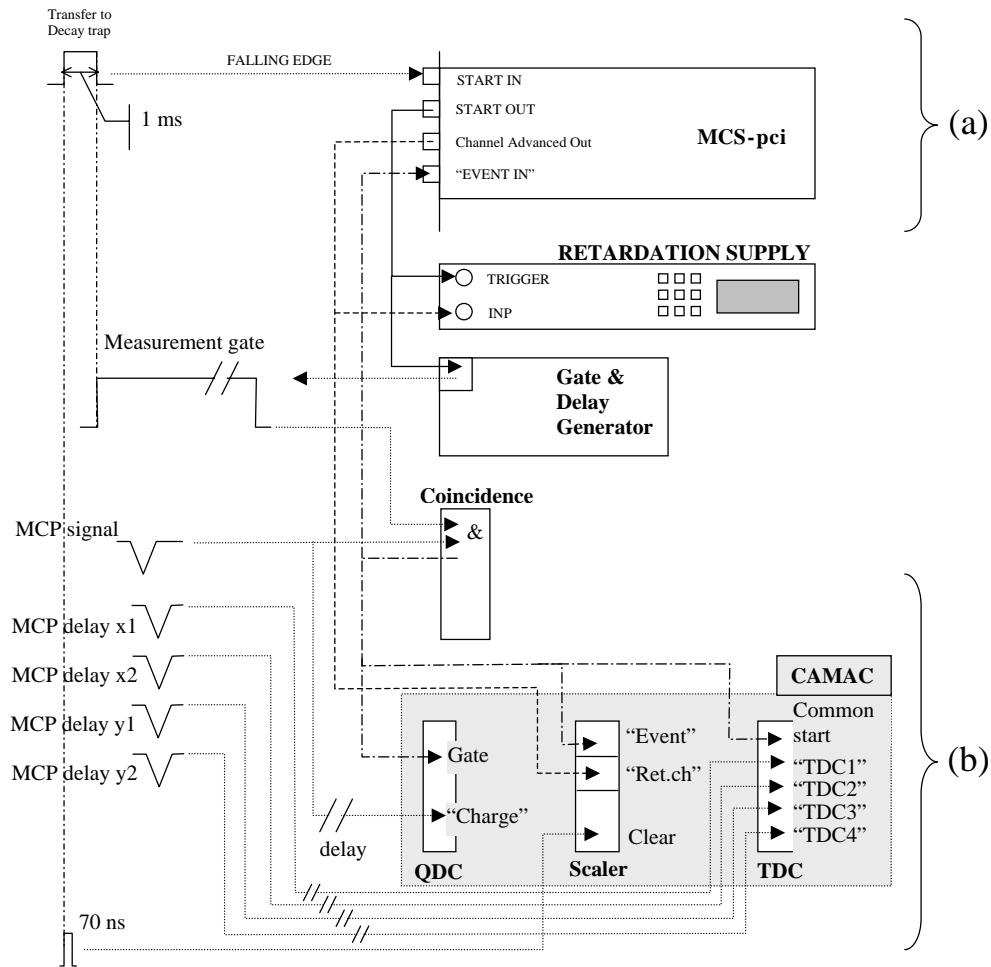 Transfer to
Decay trap
FALLING EDGE
1 ms
START IN
START OUT
Channel Advanced Out
“EVENT IN”
MCS-pci
(a)
RETARDATION SUPPLY
TRIGGER
INP
Measurement gate
Gate &
Delay
Generator
Coincidence
&
MCP signal
MCP delay x1
MCP delay x2
MCP delay y1
MCP delay y2
CAMAC
Common
start
“Event”
“Ret.ch”
Clear
Gate
“Charge”
“TDC1”
“TDC2”
“TDC3”
“TDC4”
delay
QDC
Scaler
TDC
(b)
70 ns